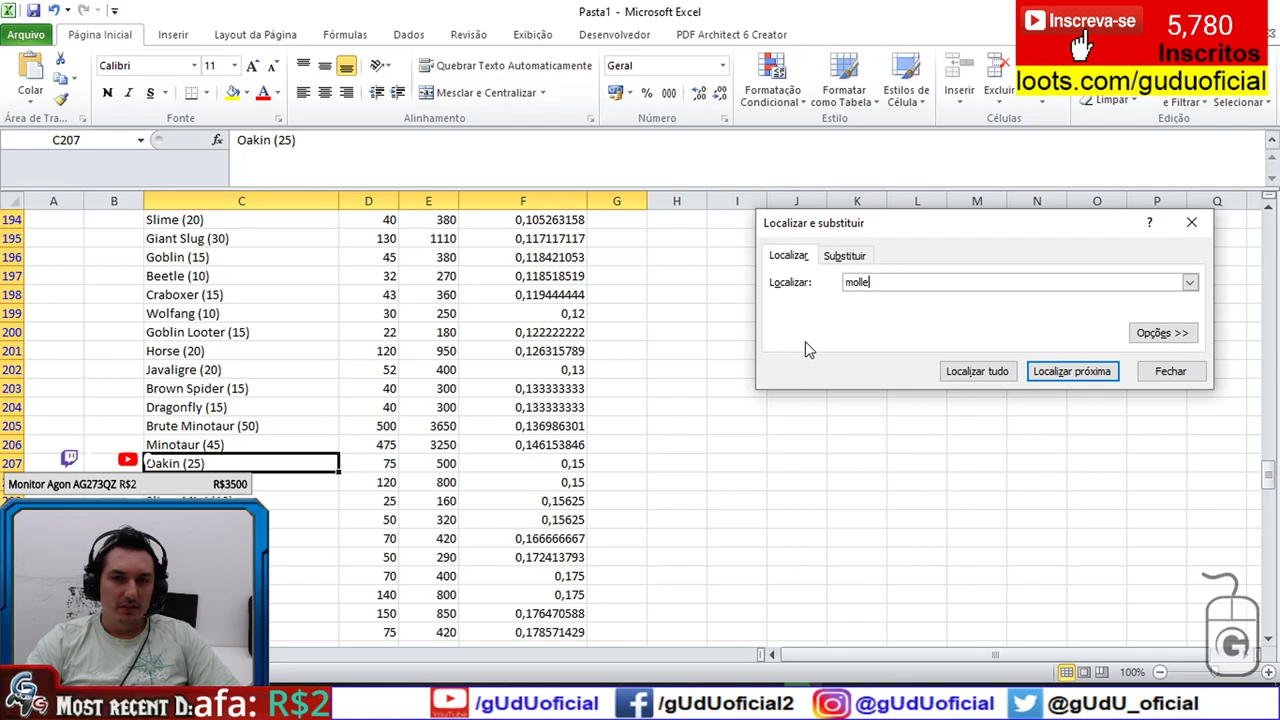 Pasta1 - Microsoft Excel
Arquivo Página Inicial Inserir Layout da Página Fórmulas Dados Revisão Exibição Desenvolvedor PDF Architect 6 Creator
Inscreva-se 5,780
Inscritos
loots.com/guduoficial
Colar
Calibri 11
N I S
Quebrar Texto Automaticamente
Mesclar e Centralizar
Geral
% 000
Formatação Condicional
Formatar como Tabela
Estilos de Célula
Inserir Excluir
Limpar e Filtrar Selecionar
Área de Tra... Fonte Alinhamento Número Estilo Células Edição
C207 fx Oakin (25)
A B C D E F G H I J K L M N O P Q
194 Slime (20) 40 380 0,105263158
195 Giant Slug (30) 130 1110 0,117117117
196 Goblin (15) 45 380 0,118421053
197 Beetle (10) 32 270 0,118518519
198 Craboxer (15) 43 360 0,119444444
199 Wolfang (10) 30 250 0,12
200 Goblin Looter (15) 22 180 0,122222222
201 Horse (20) 120 950 0,126315789
202 Javaligre (20) 52 400 0,13
203 Brown Spider (15) 40 300 0,133333333
204 Dragonfly (15) 40 300 0,133333333
205 Brute Minotaur (50) 500 3650 0,136986301
206 Minotaur (45) 475 3250 0,146153846
207 Oakin (25) 75 500 0,15
120 800 0,15
25 160 0,15625
50 320 0,15625
70 420 0,166666667
50 290 0,172413793
70 400 0,175
140 800 0,175
150 850 0,176470588
75 420 0,178571429
Localizar e substituir
?
Localizar Substituir
Localizar: molle
Opções >>
Localizar tudo Localizar próxima Fechar
Monitor Agon AG273QZ R$2 R$3500
100%
G
Most recent D: afa: R$2
YouTube /gUdUoficial /gUdUoficial2 @gUdUoficial @gUdU_oficial